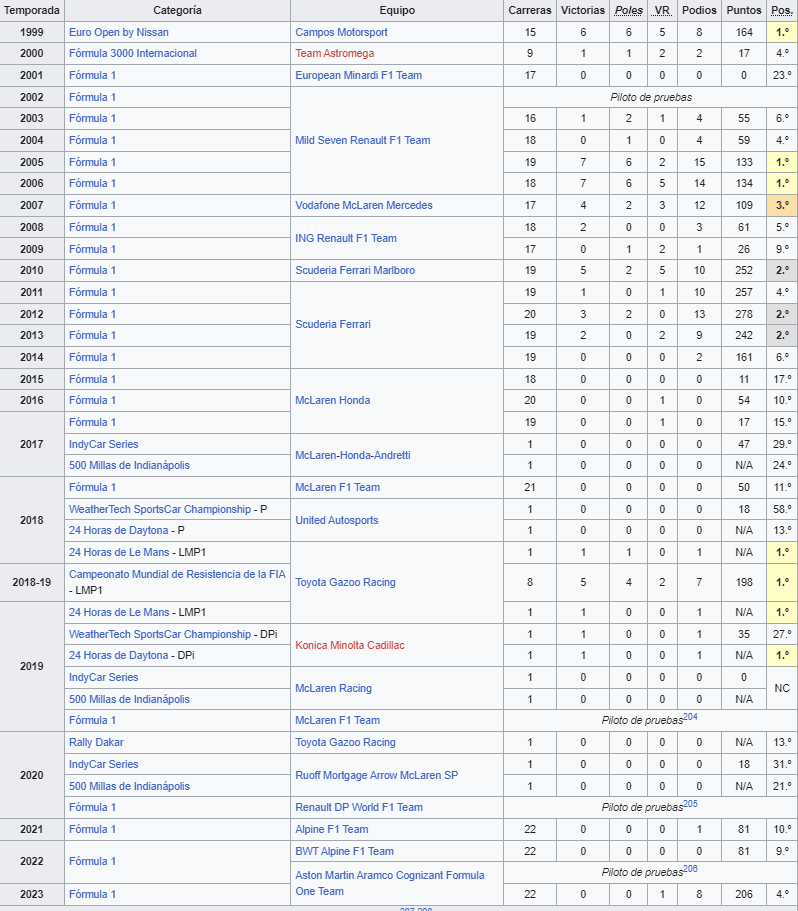 Temporada Categoría Equipo Carreras Victorias Poles VR Podios Puntos Pos.
1999 Euro Open by Nissan Campos Motorsport 15 6 6 5 8 164 1.º
2000 Fórmula 3000 Internacional Team Astromega 9 1 1 2 2 17 4.º
2001 Fórmula 1 European Minardi F1 Team 17 0 0 0 0 0 23.º
2002 Fórmula 1 Piloto de pruebas
2003 Fórmula 1 16 1 2 1 4 55 6.º
2004 Fórmula 1 Mild Seven Renault F1 Team 18 0 1 0 4 59 4.º
2005 Fórmula 1 19 7 6 2 15 133 1.º
2006 Fórmula 1 18 7 6 5 14 134 1.º
2007 Fórmula 1 Vodafone McLaren Mercedes 17 4 2 3 12 109 3.º
2008 Fórmula 1 18 2 0 0 3 61 5.º
ING Renault F1 Team
2009 Fórmula 1 17 0 1 2 1 26 9.º
2010 Fórmula 1 Scuderia Ferrari Marlboro 19 5 2 5 10 252 2.º
2011 Fórmula 1 19 1 0 1 10 257 4.º
2012 Fórmula 1 20 3 2 0 13 278 2.º
Scuderia Ferrari
2013 Fórmula 1 19 2 0 2 9 242 2.º
2014 Fórmula 1 19 0 0 0 2 161 6.º
2015 Fórmula 1 18 0 0 0 0 11 17.º
2016 Fórmula 1 McLaren Honda 20 0 0 1 0 54 10.º
Fórmula 1 19 0 0 1 0 17 15.º
2017 IndyCar Series 1 0 0 0 0 47 29.º
McLaren-Honda-Andretti
500 Millas de Indianápolis 1 0 0 0 0 N/A 24.º
Fórmula 1 McLaren F1 Team 21 0 0 0 0 50 11.º
WeatherTech SportsCar Championship - P 1 0 0 0 0 18 58.º
2018 United Autosports
24 Horas de Daytona - P 1 0 0 0 0 N/A 13.º
24 Horas de Le Mans - LMP1 1 1 1 0 1 N/A 1.º
2018-19 Campeonato Mundial de Resistencia de la FIA Toyota Gazoo Racing 8 5 4 2 7 198 1.º
- LMP1
24 Horas de Le Mans - LMP1 1 1 0 0 1 N/A 1.º
WeatherTech SportsCar Championship - DPi 1 1 0 0 1 35 27.º
Konica Minolta Cadillac
24 Horas de Daytona - DPi 1 1 0 0 1 N/A 1.º
2019
IndyCar Series 1 0 0 0 0 0
McLaren Racing NC
500 Millas de Indianápolis 1 0 0 0 0 N/A
Fórmula 1 McLaren F1 Team Piloto de pruebas204
Rally Dakar Toyota Gazoo Racing 1 0 0 0 0 N/A 13.º
IndyCar Series 1 0 0 0 0 18 31.º
2020 Ruoff Mortgage Arrow McLaren SP
500 Millas de Indianápolis 1 0 0 0 0 N/A 21.º
Fórmula 1 Renault DP World F1 Team Piloto de pruebas205
2021 Fórmula 1 Alpine F1 Team 22 0 0 0 1 81 10.º
BWT Alpine F1 Team 22 0 0 0 0 81 9.º
2022 Fórmula 1
Aston Martin Aramco Cognizant Formula Piloto de pruebas206
One Team
2023 Fórmula 1 22 0 0 1 8 206 4.º